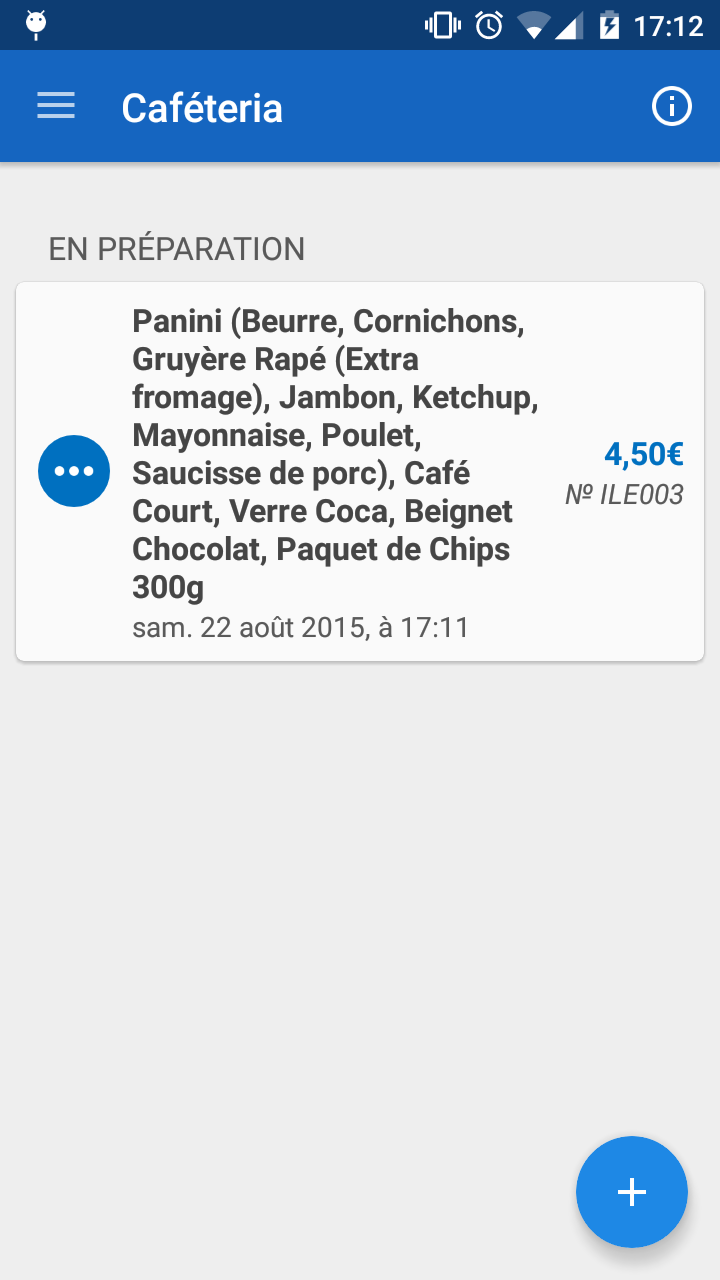 17:12
Caféteria
EN PRÉPARATION
Panini (Beurre, Cornichons,
Gruyère Rapé (Extra
fromage), Jambon, Ketchup,
Mayonnaise, Poulet,
Saucisse de porc), Café
Court, Verre Coca, Beignet
Chocolat, Paquet de Chips
300g
sam. 22 août 2015, à 17:11
4,50€
Nº ILE003